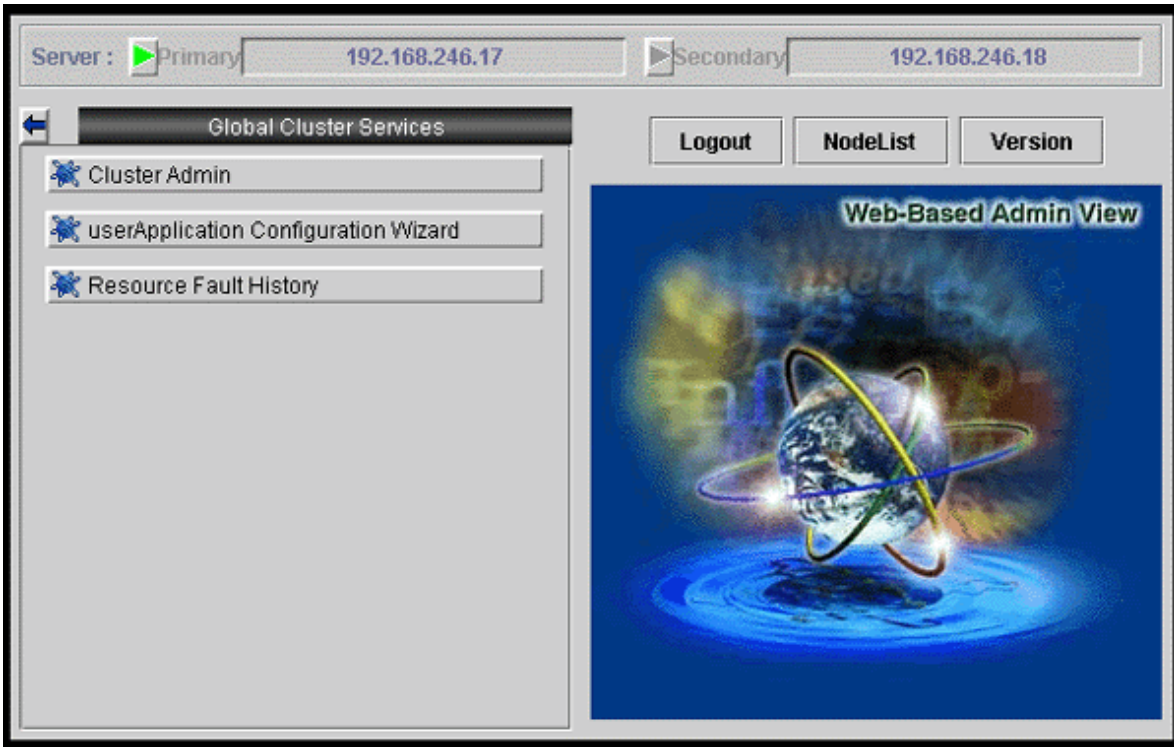 Server : Primary 192.168.246.17 Secondary 192.168.246.18
Global Cluster Services
Cluster Admin
userApplication Configuration Wizard
Resource Fault History
Logout NodeList Version
Web-Based Admin View